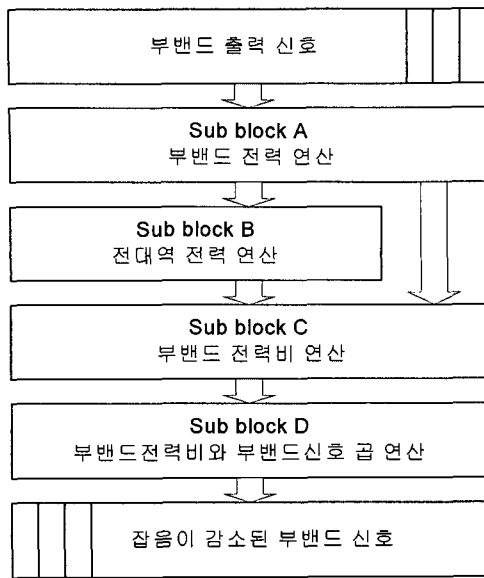 부밴드 출력 신호
Sub block A
부밴드 전력 연산
Sub block B
전대역 전력 연산
Sub block C
부밴드 전력비 연산
Sub block D
부밴드전력비와 부밴드신호 곱 연산
잡음이 감소된 부밴드 신호